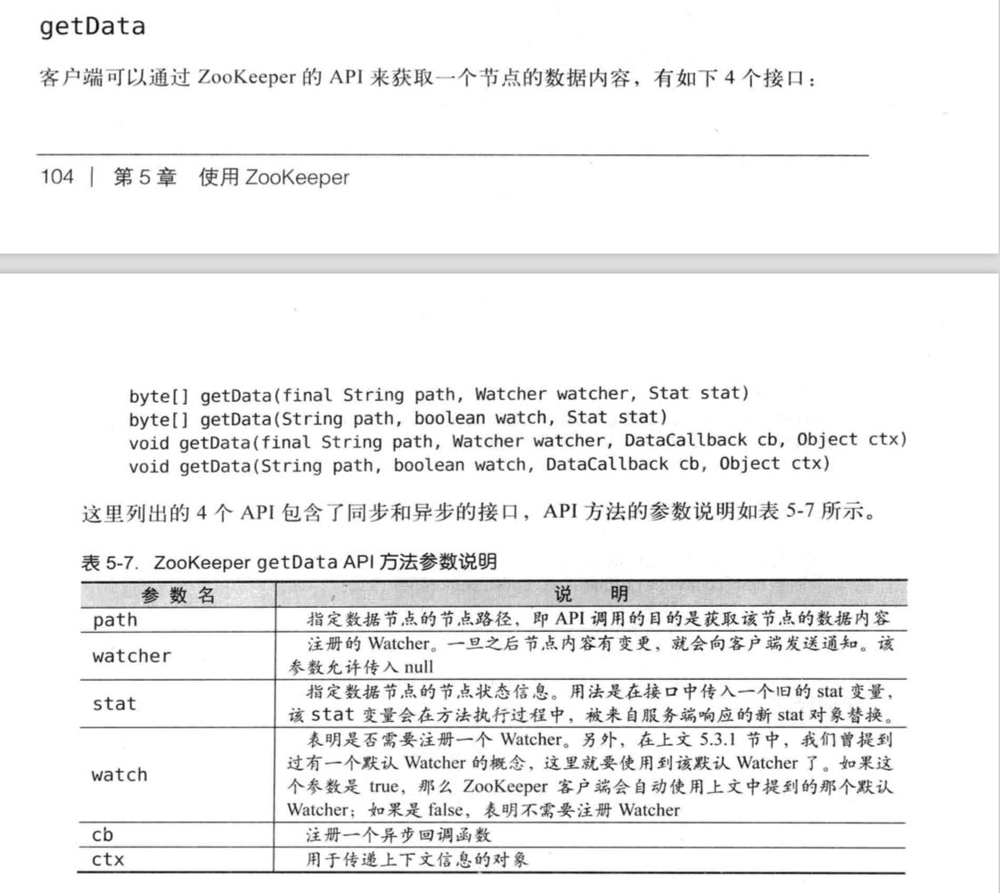 getData
客户端可以通过 ZooKeeper 的 API 来获取一个节点的数据内容，有如下 4 个接口：
104 | 第 5 章 使用 ZooKeeper
byte[] getData(final String path, Watcher watcher, Stat stat)
byte[] getData(String path, boolean watch, Stat stat)
void getData(final String path, Watcher watcher, DataCallback cb, Object ctx)
void getData(String path, boolean watch, DataCallback cb, Object ctx)
这里列出的 4 个 API 包含了同步和异步的接口，API 方法的参数说明如表 5-7 所示。
表 5-7. ZooKeeper getData API 方法参数说明
参 数 名 说 明
path 指定数据节点的节点路径，即 API 调用的目的是获取该节点的数据内容
watcher 注册的 Watcher。一旦之后节点内容有变更，就会向客户端发送通知。该
参数允许传入 null
stat 指定数据节点的节点状态信息。用法是在接口中传入一个旧的 stat 变量，
该 stat 变量会在方法执行过程中，被来自服务端响应的新 stat 对象替换。
watch 表明是否需要注册一个 Watcher。另外，在上文 5.3.1 节中，我们曾提到
过有一个默认 Watcher 的概念，这里就要使用到该默认 Watcher 了。如果这
个参数是 true，那么 ZooKeeper 客户端会自动使用上文中提到的那个默认
Watcher；如果是 false，表明不需要注册 Watcher
cb 注册一个异步回调函数
ctx 用于传递上下文信息的对象